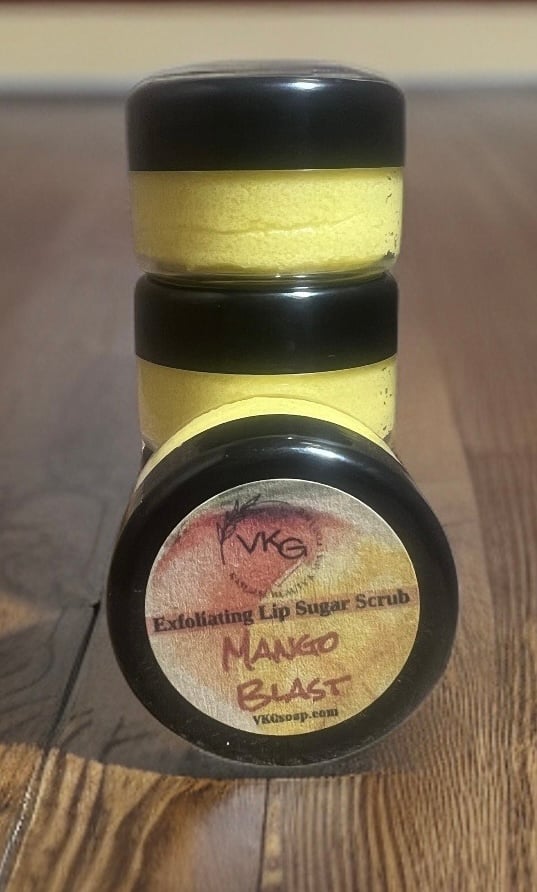 VKG
Exfoliating Lip Sugar Scrub
MANGO
BLAST
VKGsoap.com